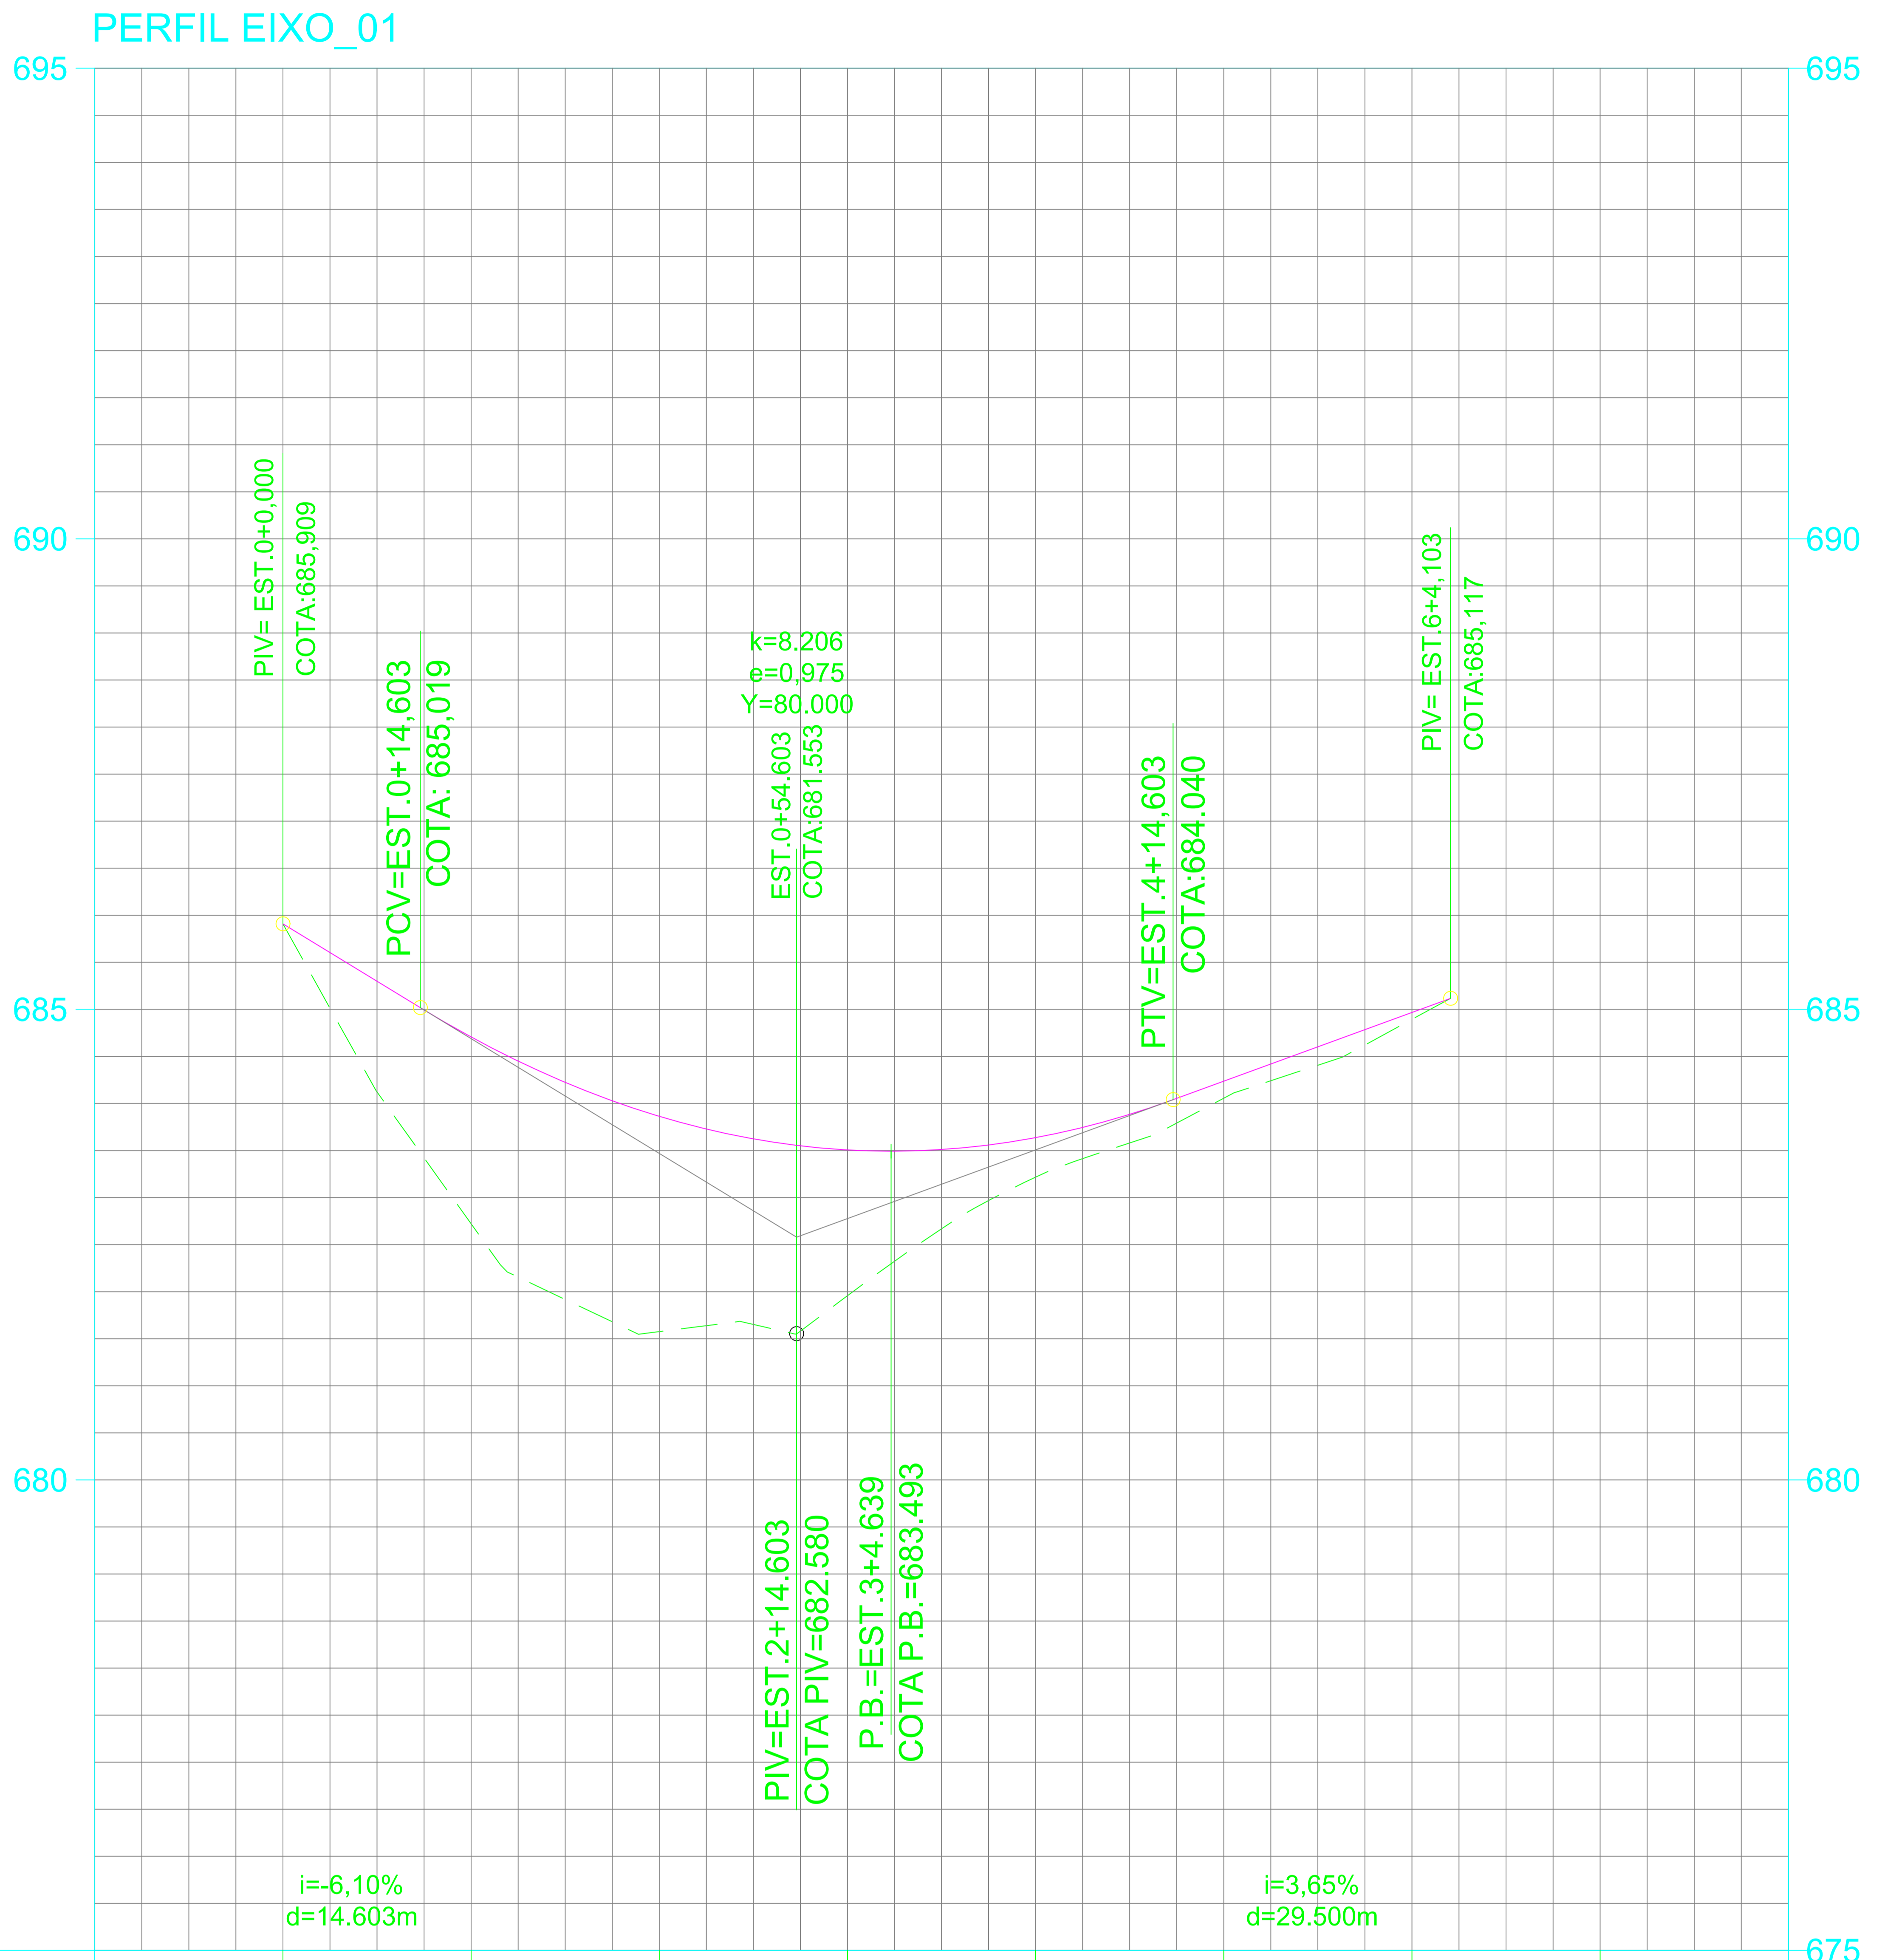 PERFIL EIXO_01
695
695
690
690
685
685
680
680
675
PIV= EST.0+0,000
COTA:685,909
PCV=EST.0+14,603
COTA: 685,019
k=8.206
e=0,975
Y=80.000
EST.0+54.603
COTA:681.553
PTV=EST.4+14,603
COTA:684.040
PIV= EST.6+4,103
COTA:685,117
PIV=EST.2+14.603
COTA PIV=682.580
P.B.=EST.3+4.639
COTA P.B.=683.493
i=-6,10%
d=14.603m
i=3,65%
d=29.500m